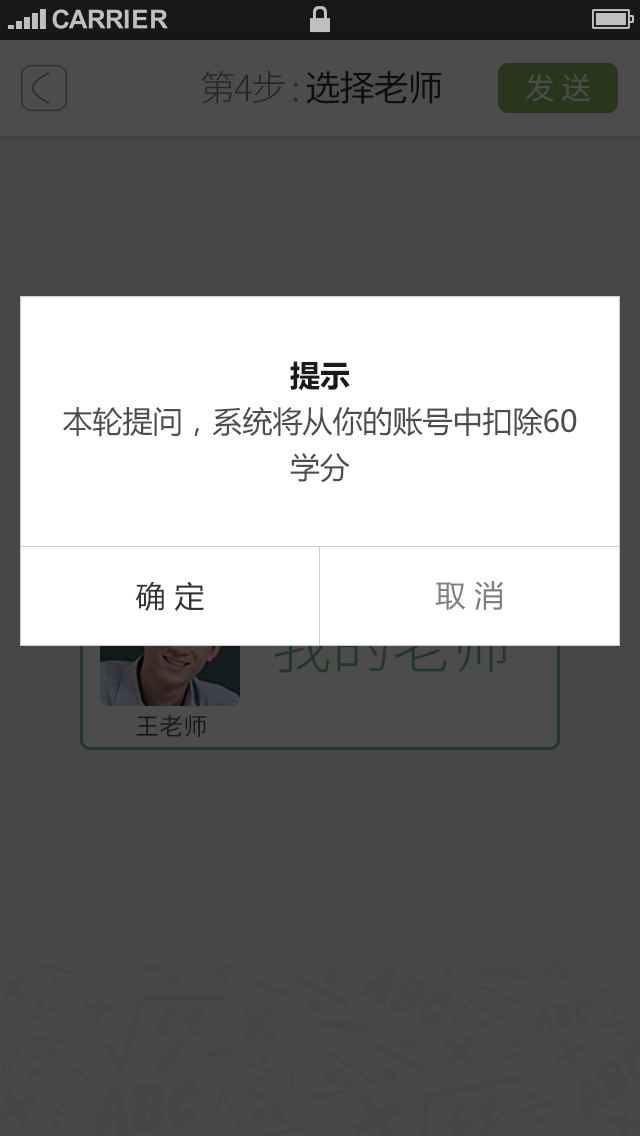 CARRIER
第4步 : 选择老师
发 送
提示
本轮提问，系统将从你的账号中扣除60
学分
确 定
取 消
我的老师
王老师
ABC
ABC
ABC
ABC